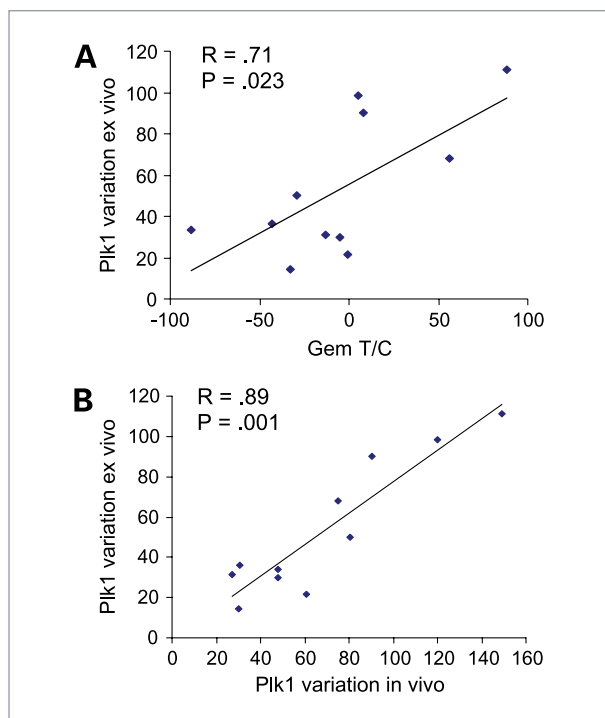 A
R = .71
P = .023
Plk1 variation ex vivo
120
100
80
60
40
20
0
-100 -50 0 50 100
Gem T/C
B
R = .89
P = .001
Plk1 variation ex vivo
120
100
80
60
40
20
0
0 20 40 60 80 100 120 140 160
Plk1 variation in vivo